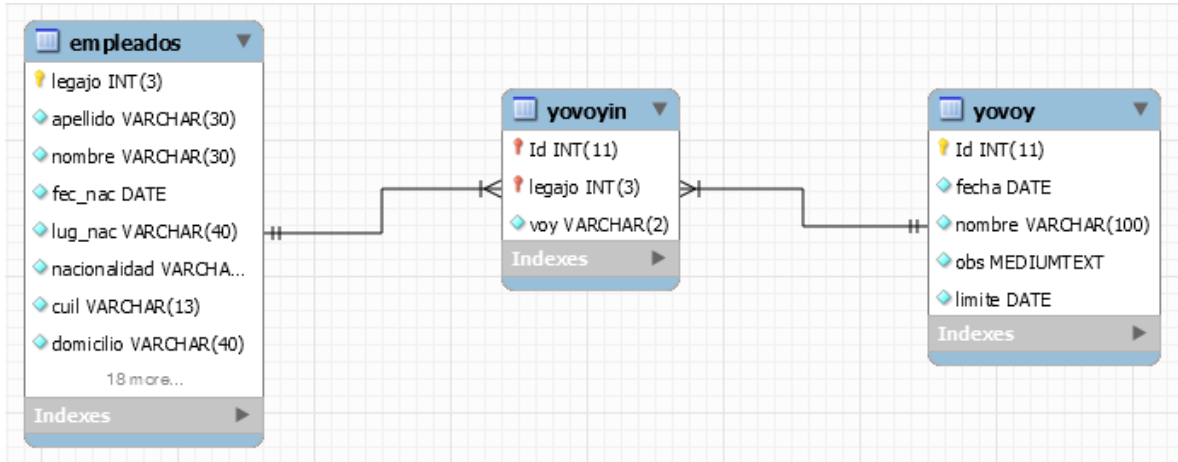 empleados
legajo INT(3)
apellido VARCHAR(30)
nombre VARCHAR(30)
fec_nac DATE
lug_nac VARCHAR(40)
nacionalidad VARCHA...
cuil VARCHAR(13)
domicilio VARCHAR(40)
18 more...
Indexes
yovoyin
Id INT(11)
legajo INT(3)
voy VARCHAR(2)
Indexes
yovoy
Id INT(11)
fecha DATE
nombre VARCHAR(100)
obs MEDIUMTEXT
limite DATE
Indexes